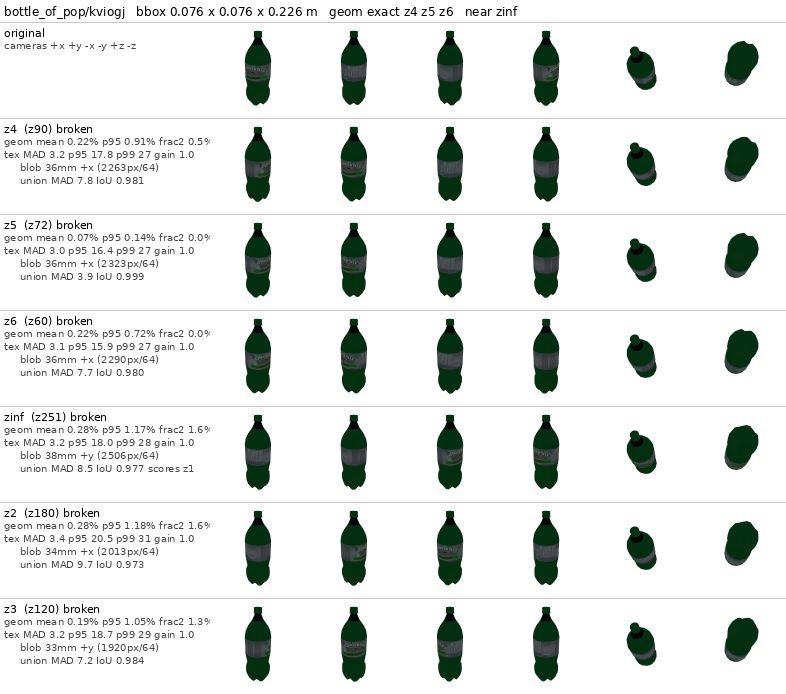 bottle_of_pop/kviogj   bbox 0.076 x 0.076 x 0.226 m   geom exact z4 z5 z6   near zinf
original
cameras +x +y -x -y +z -z
z4  (z90) broken
geom mean 0.22% p95 0.91% frac2 0.5%
tex MAD 3.2 p95 17.8 p99 27 gain 1.0
blob 36mm +x (2263px/64)
union MAD 7.8 IoU 0.981
z5  (z72) broken
geom mean 0.07% p95 0.14% frac2 0.0%
tex MAD 3.0 p95 16.4 p99 27 gain 1.0
blob 36mm +x (2323px/64)
union MAD 3.9 IoU 0.999
z6  (z60) broken
geom mean 0.22% p95 0.72% frac2 0.0%
tex MAD 3.1 p95 15.9 p99 27 gain 1.0
blob 36mm +x (2290px/64)
union MAD 7.7 IoU 0.980
zinf  (z251) broken
geom mean 0.28% p95 1.17% frac2 1.6%
tex MAD 3.2 p95 18.0 p99 28 gain 1.0
blob 38mm +y (2506px/64)
union MAD 8.5 IoU 0.977 scores z1
z2  (z180) broken
geom mean 0.28% p95 1.18% frac2 1.6%
tex MAD 3.4 p95 20.5 p99 31 gain 1.0
blob 34mm +x (2013px/64)
union MAD 9.7 IoU 0.973
z3  (z120) broken
geom mean 0.19% p95 1.05% frac2 1.3%
tex MAD 3.2 p95 18.7 p99 29 gain 1.0
blob 33mm +y (1920px/64)
union MAD 7.2 IoU 0.984